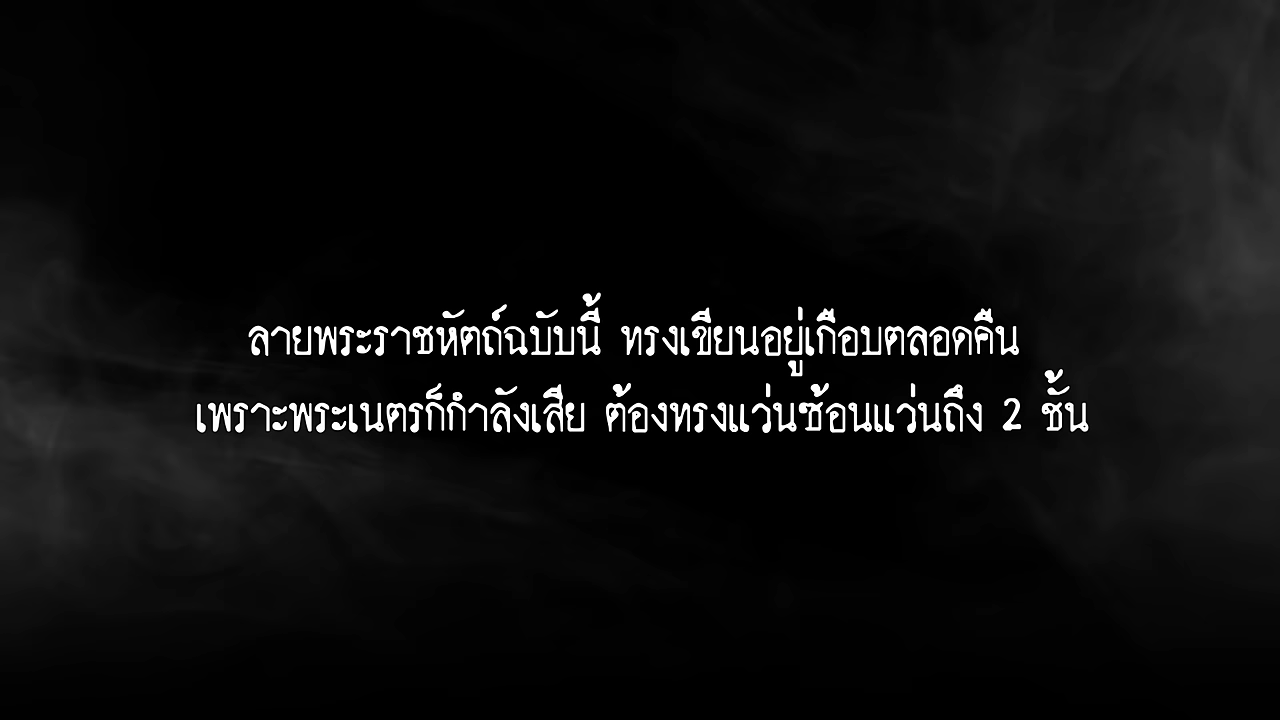 ลายพระราชหัตถ์ฉบับนี้ ทรงเขียนอยู่เกือบตลอดคืน
เพราะพระเนตรก็กำลังเสีย ต้องทรงแว่นซ้อนแว่นถึง 2 ชั้น